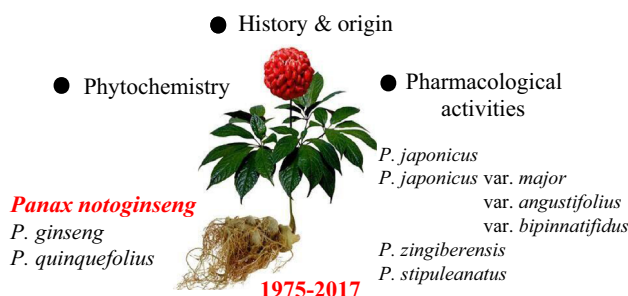 ● History & origin
● Phytochemistry
● Pharmacological
activities
Panax notoginseng
P. ginseng
P. quinquefolius
P. japonicus
P. japonicus var. major
var. angustifolius
var. bipinnatifidus
P. zingiberensis
P. stipuleanatus
1975-2017